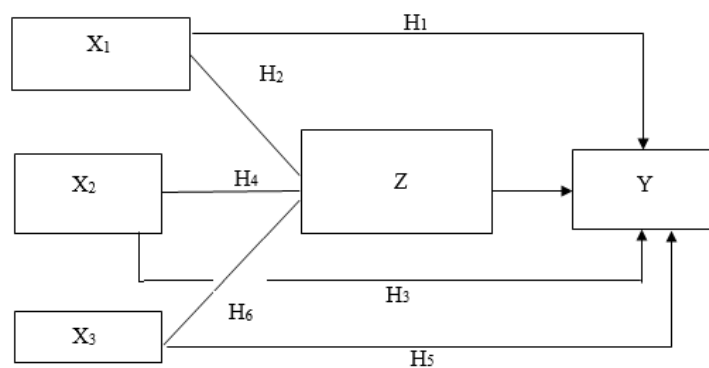 H₁
X₁
H₂
X₂
H₄
Z
Y
H₃
H₆
X₃
H₅